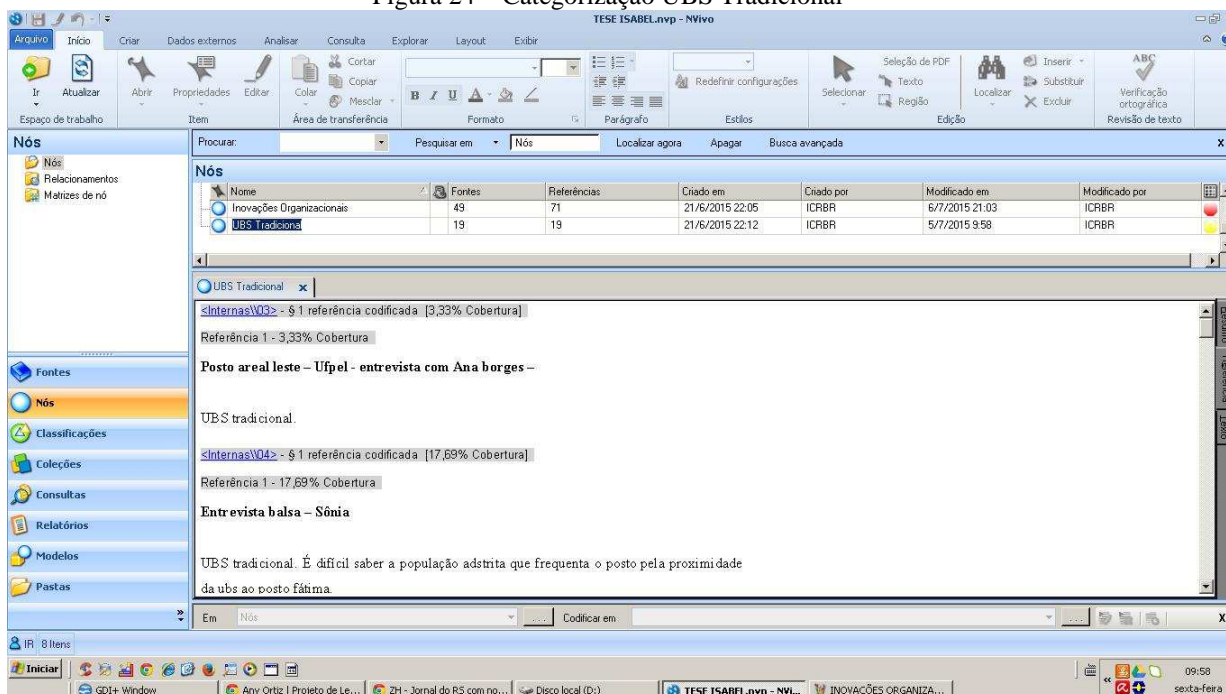 Figura 24 – Categorização UBS Tradicional
TESE ISABEL.nvp - NVivo
Arquivo Início Criar Dados externos Analisar Consulta Explorar Layout Exibir
Ir Atualizar Abrir Propriedades Editar Colar Cortar Copiar Mesclar
B I U A
Redefinir configurações
Selecionar Seleção de PDF Texto Região Localizar Inserir Substituir Excluir
ABC Verificação ortográfica
Espaço de trabalho Item Área de transferência Formato Parágrafo Estilos Edição Revisão de texto
Nós
Procurar: Pesquisar em Nós Localizar agora Apagar Busca avançada X
Nós
Relacionamentos
Matrizes de nó
Nós
Nome Fontes Referências Criado em Criado por Modificado em Modificado por
Inovações Organizacionais 49 71 21/6/2015 22:05 ICRBR 6/7/2015 21:03 ICRBR
UBS Tradicional 19 19 21/6/2015 22:12 ICRBR 5/7/2015 9:58 ICRBR
UBS Tradicional x
<Internas\\03> - § 1 referência codificada [3,33% Cobertura]
Referência 1 - 3,33% Cobertura
Posto areal leste – Ufpel - entrevista com Ana borges –
UBS tradicional.
<Internas\\04> - § 1 referência codificada [17,69% Cobertura]
Referência 1 - 17,69% Cobertura
Entrevista balsa – Sônia
UBS tradicional. É difícil saber a população adstrita que frequenta o posto pela proximidade
da ubs ao posto fátima.
Fontes
Nós
Classificações
Coleções
Consultas
Relatórios
Modelos
Pastas
Em Nós ... Codificar em ... X
IR 8 Itens
Iniciar
GDI+ Window
Any Ortiz | Projeto de Le...
ZH - Jornal do RS com no...
Disco local (D:)
TESE ISABEL.nvp - NVi...
INOVAÇÕES ORGANIZA...
09:58
sexta-feira